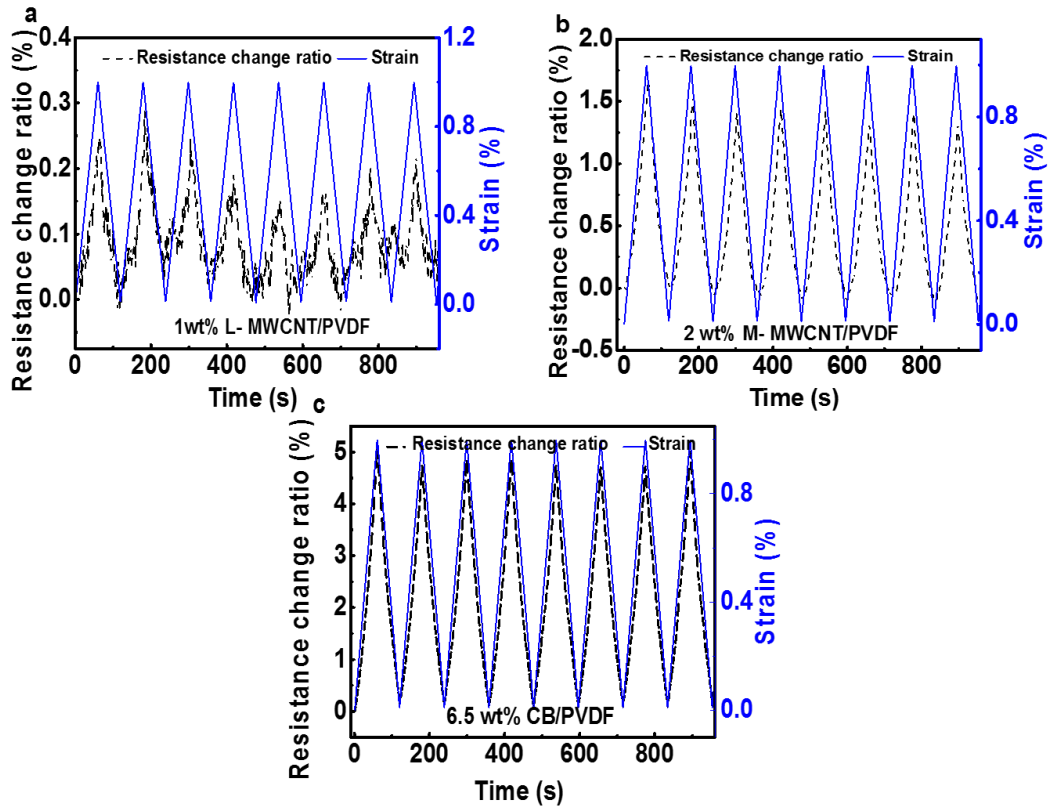 a
Resistance change ratio (%)
0.4
0.3
0.2
0.1
0.0
Resistance change ratio
Strain
1.2
0.8
0.4
0.0
Strain (%)
1wt% L- MWCNT/PVDF
0 200 400 600 800
Time (s)
b
Resistance change ratio (%)
2.0
1.5
1.0
0.5
0.0
-0.5
Resistance change ratio
Strain
0.8
0.4
0.0
Strain (%)
2 wt% M- MWCNT/PVDF
0 200 400 600 800
Time (s)
c
Resistance change ratio (%)
5
4
3
2
1
0
Resistance change ratio
Strain
0.8
0.4
0.0
Strain (%)
6.5 wt% CB/PVDF
0 200 400 600 800
Time (s)